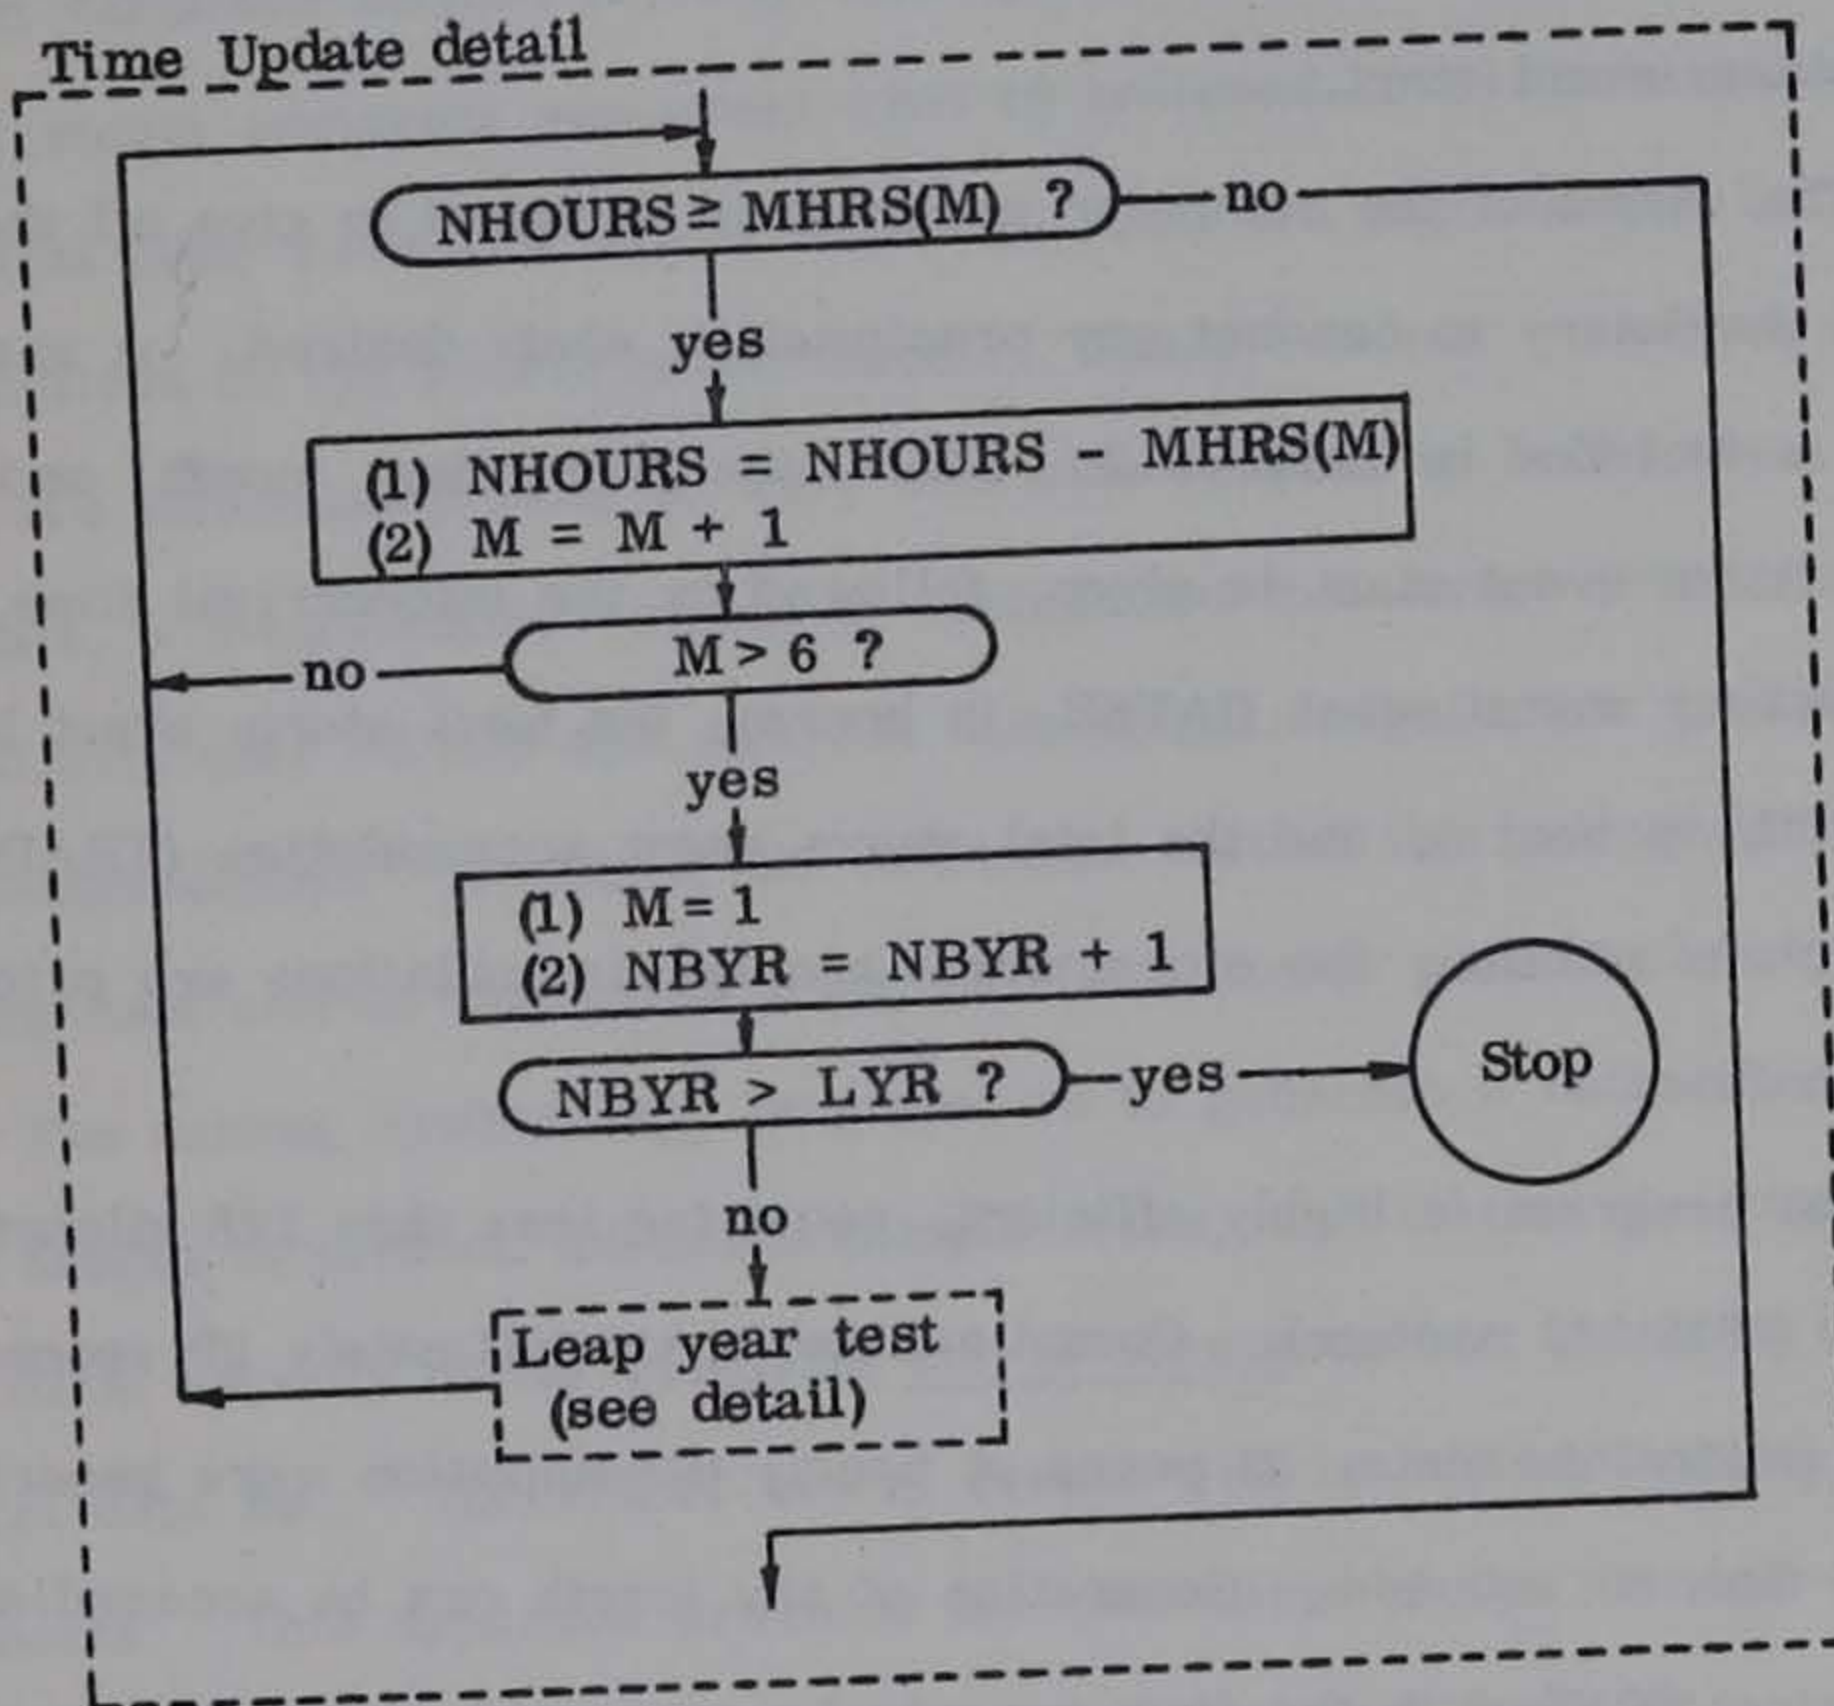 Time Update detail
NHOURS ≥ MHRS(M) ?
no
yes
(1) NHOURS = NHOURS - MHRS(M)
(2) M = M + 1
M > 6 ?
no
yes
(1) M = 1
(2) NBYR = NBYR + 1
NBYR > LYR ?
yes
Stop
no
Leap year test
(see detail)